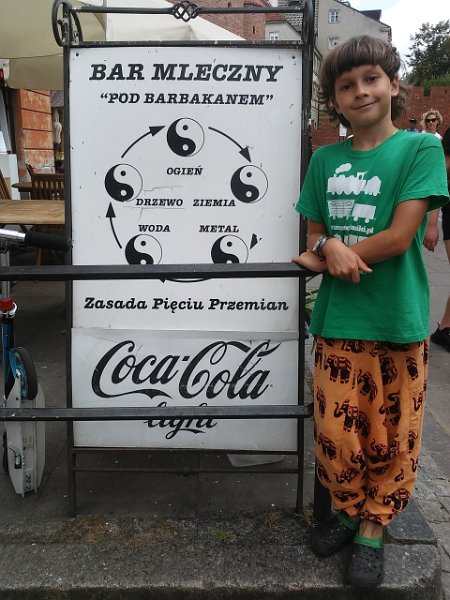 BAR MLECZNY
"POD BARBAKANEM"
OGIEŃ
DRZEWO ZIEMIA
WODA METAL
Zasada Pięciu Przemian
Coca-Cola
light